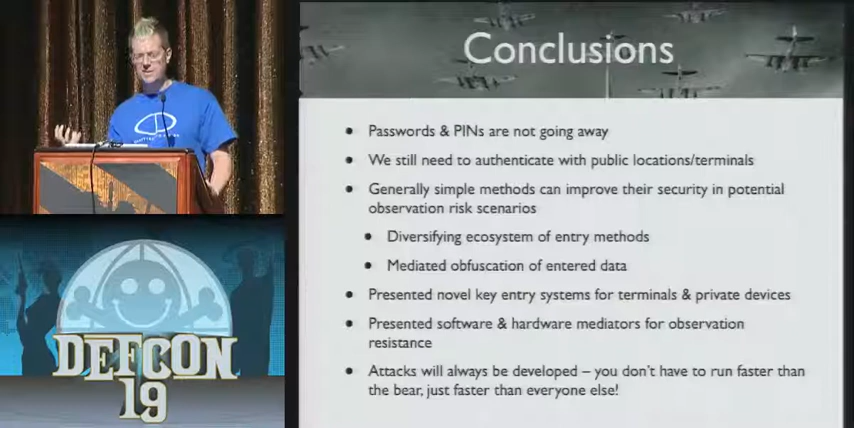 Conclusions
Passwords & PINs are not going away
We still need to authenticate with public locations/terminals
Generally simple methods can improve their security in potential
observation risk scenarios
Diversifying ecosystem of entry methods
Mediated obfuscation of entered data
Presented novel key entry systems for terminals & private devices
Presented software & hardware mediators for observation
resistance
Attacks will always be developed – you don't have to run faster than
the bear, just faster than everyone else!
DEFCON
19